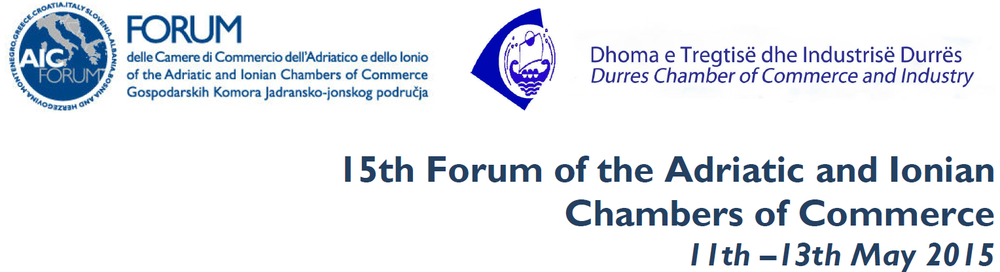 GREECE.CROATIA.ITALY.SLOVENIA.ALBANIA.BOSNIA AND HERZEGOVINA.MONTENEGRO.
AIC
FORUM
FORUM
delle Camere di Commercio dell'Adriatico e dello Ionio
of the Adriatic and Ionian Chambers of Commerce
Gospodarskih Komora Jadransko-jonskog područja
Dhoma e Tregtisë dhe Industrisë Durrës
Durres Chamber of Commerce and Industry
15th Forum of the Adriatic and Ionian
Chambers of Commerce
11th –13th May 2015